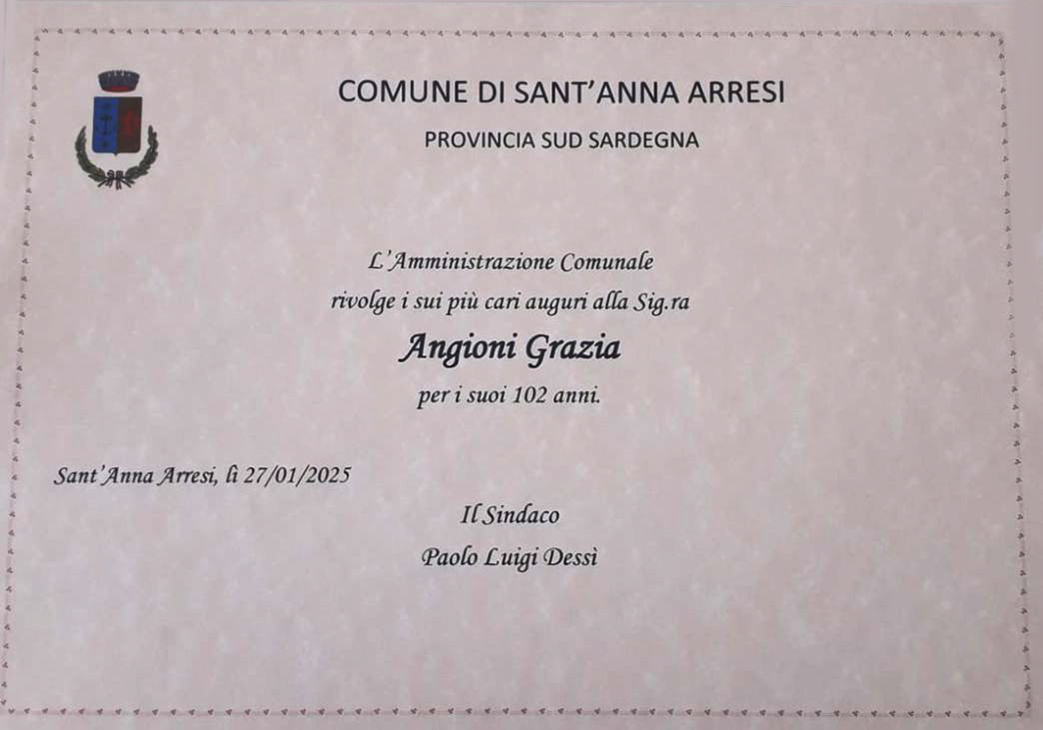 COMUNE DI SANT'ANNA ARRESI
PROVINCIA SUD SARDEGNA
L'Amministrazione Comunale
rivolge i sui più cari auguri alla Sig.ra
Angioni Grazia
per i suoi 102 anni.
Sant'Anna Arresi, lì 27/01/2025
Il Sindaco
Paolo Luigi Dessì